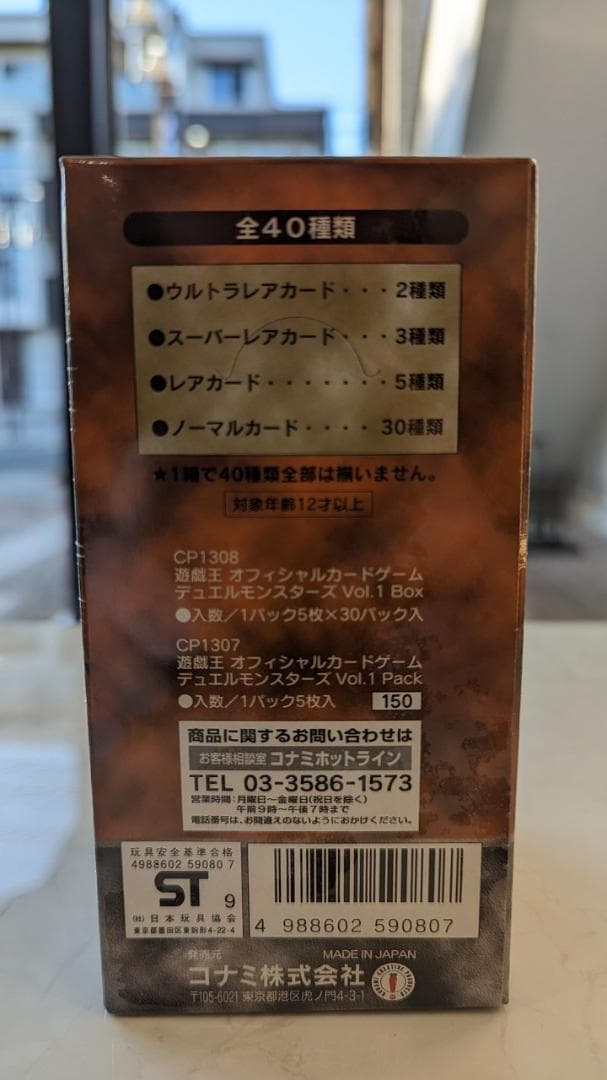 全40種類
●ウルトラレアカード・・・2種類
●スーパーレアカード・・・3種類
●レアカード・・・・・・・5種類
●ノーマルカード・・・・30種類
★1箱で40種類全部は揃いません。
対象年齢12才以上
CP1308
遊戯王 オフィシャルカードゲーム
デュエルモンスターズ Vol.1 Box
●入数/1パック5枚×30パック入
CP1307
遊戯王 オフィシャルカードゲーム
デュエルモンスターズ Vol.1 Pack
●入数/1パック5枚入 150
商品に関するお問い合わせは
お客様相談室 コナミホットライン
TEL 03-3586-1573
営業時間:月曜日〜金曜日(祝日を除く)
午前9時〜午後7時まで
電話番号は、お間違えのないようにおかけください。
玩具安全基準合格
4988602 59080 7
ST 9
(社)日本玩具協会
東京都墨田区東駒形4-22-4
4 988602 590807
発売元 MADE IN JAPAN
コナミ株式会社
〒105-6021 東京都港区虎ノ門4-3-1